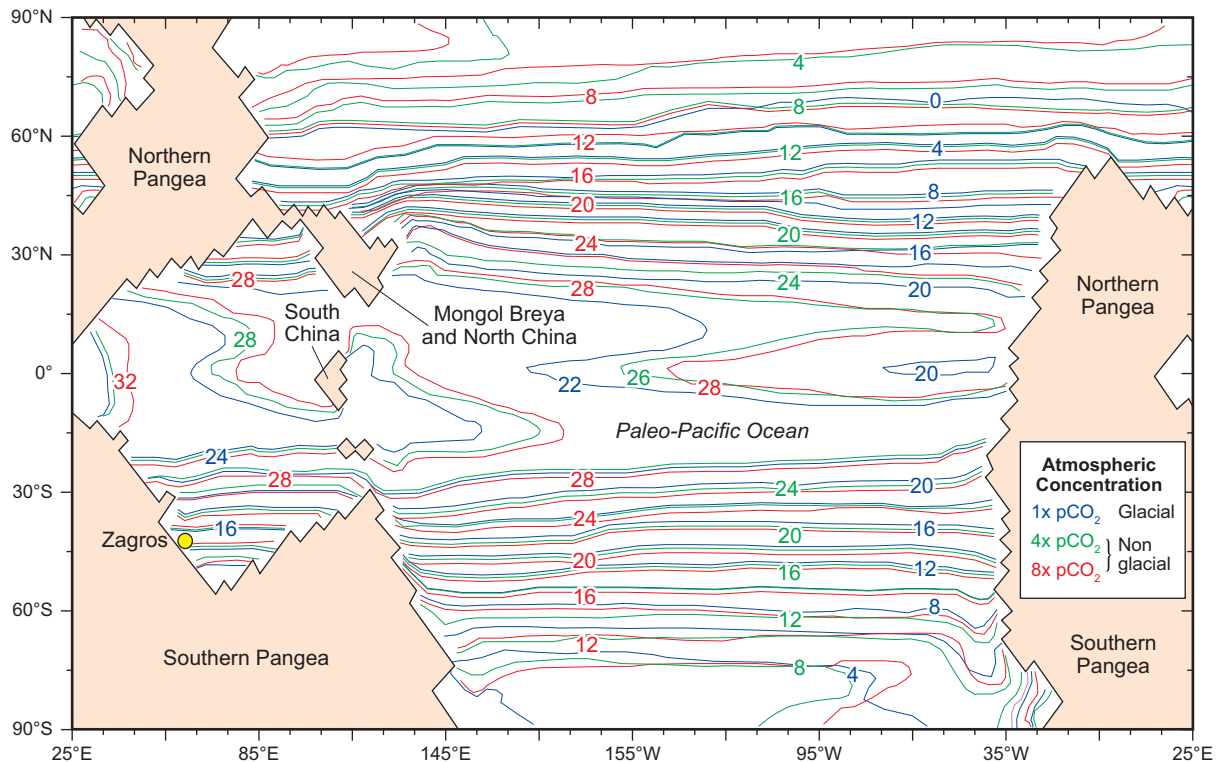 90°N
60°N
30°N
0°
30°S
60°S
90°S
25°E
85°E
145°E
155°W
95°W
35°W
25°E
4
8
8
0
12
12
4
16
16
8
20
20
12
24
24
16
28
28
20
Northern
Pangea
South
China
Mongol Breya
and North China
28
32
22
26
28
20
Northern
Pangea
Paleo-Pacific Ocean
24
28
16
Zagros
28
24
20
24
20
16
20
16
12
16
12
8
12
8
4
Southern Pangea
Southern
Pangea
Atmospheric
Concentration
1x pCO₂ Glacial
4x pCO₂
8x pCO₂
Non
glacial